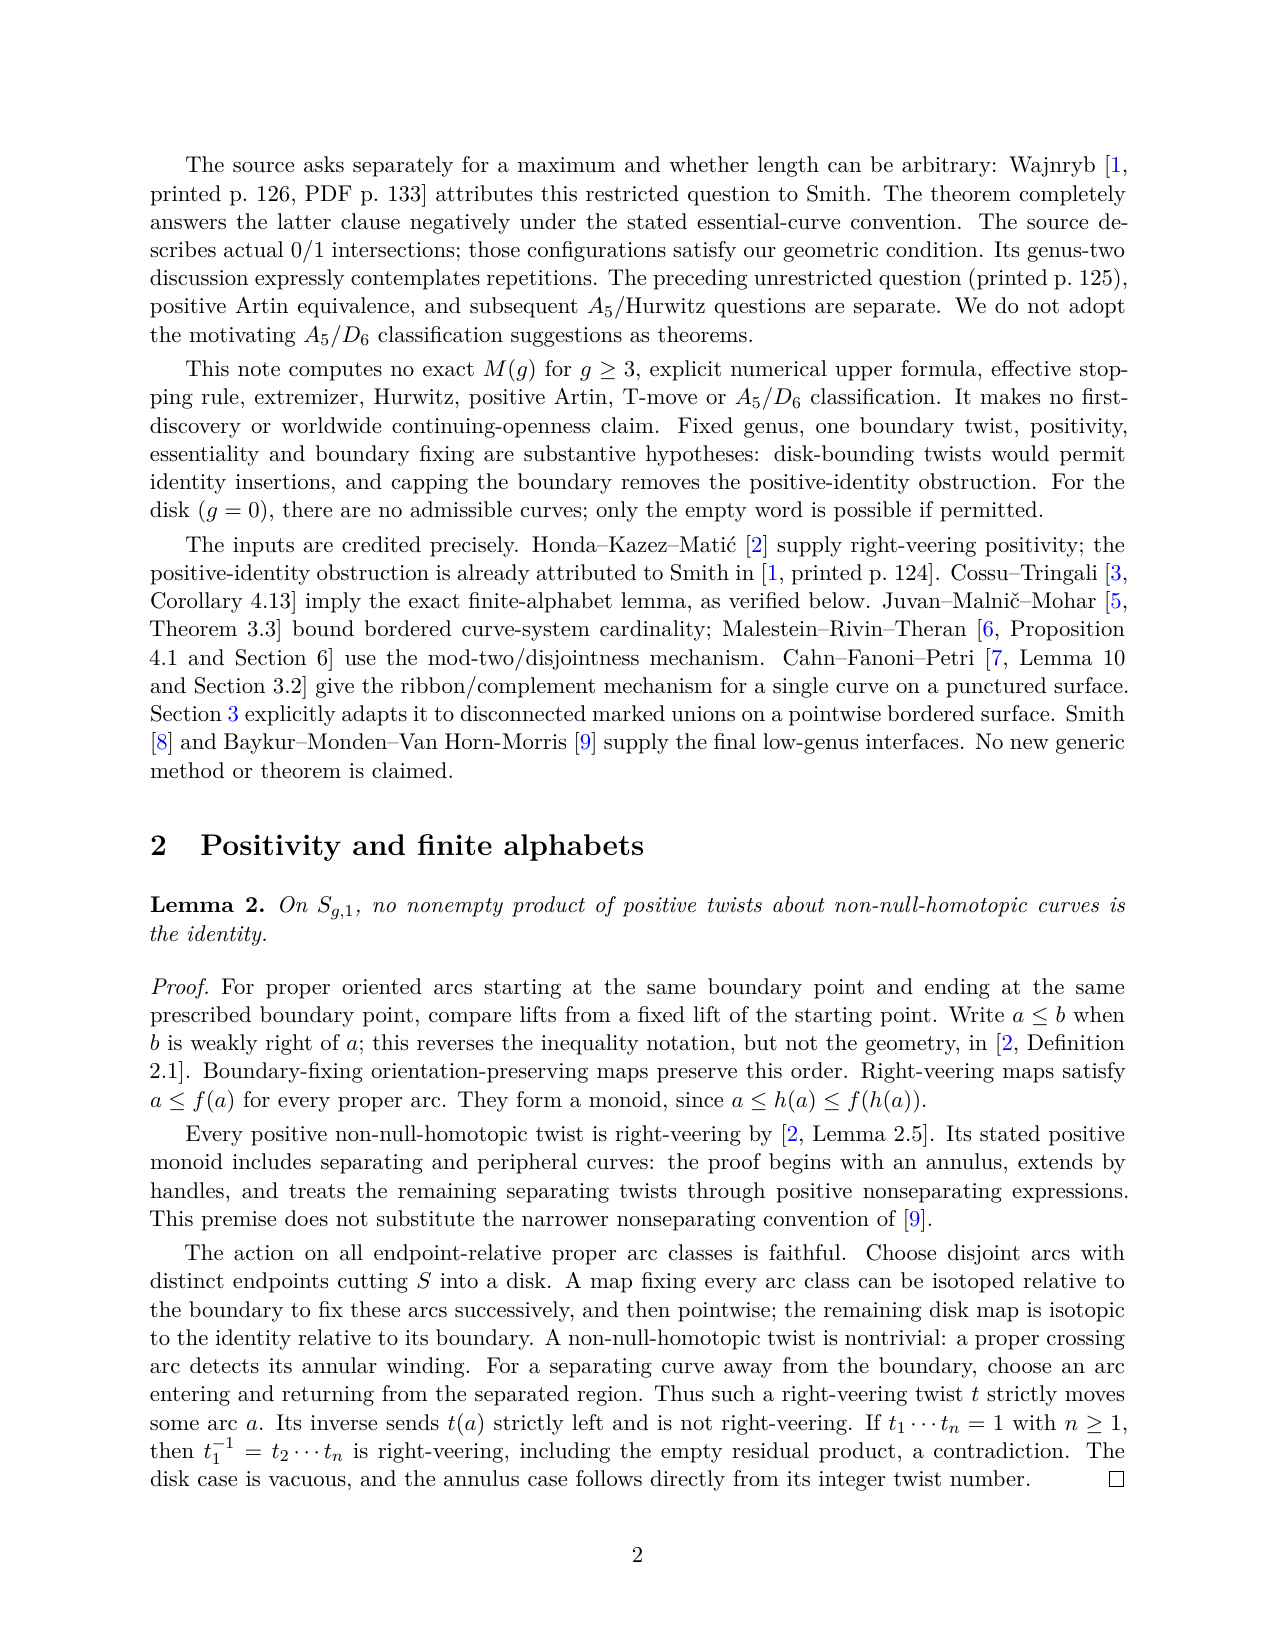 The source asks separately for a maximum and whether length can be arbitrary: Wajnryb [1,
printed p. 126, PDF p. 133] attributes this restricted question to Smith. The theorem completely
answers the latter clause negatively under the stated essential-curve convention. The source de-
scribes actual 0/1 intersections; those configurations satisfy our geometric condition. Its genus-two
discussion expressly contemplates repetitions. The preceding unrestricted question (printed p. 125),
positive Artin equivalence, and subsequent A₅/Hurwitz questions are separate. We do not adopt
the motivating A₅/D₆ classification suggestions as theorems.
This note computes no exact M(g) for g ≥ 3, explicit numerical upper formula, effective stop-
ping rule, extremizer, Hurwitz, positive Artin, T-move or A₅/D₆ classification. It makes no first-
discovery or worldwide continuing-openness claim. Fixed genus, one boundary twist, positivity,
essentiality and boundary fixing are substantive hypotheses: disk-bounding twists would permit
identity insertions, and capping the boundary removes the positive-identity obstruction. For the
disk (g = 0), there are no admissible curves; only the empty word is possible if permitted.
The inputs are credited precisely. Honda–Kazez–Matić [2] supply right-veering positivity; the
positive-identity obstruction is already attributed to Smith in [1, printed p. 124]. Cossu–Tringali [3,
Corollary 4.13] imply the exact finite-alphabet lemma, as verified below. Juvan–Malnič–Mohar [5,
Theorem 3.3] bound bordered curve-system cardinality; Malestein–Rivin–Theran [6, Proposition
4.1 and Section 6] use the mod-two/disjointness mechanism. Cahn–Fanoni–Petri [7, Lemma 10
and Section 3.2] give the ribbon/complement mechanism for a single curve on a punctured surface.
Section 3 explicitly adapts it to disconnected marked unions on a pointwise bordered surface. Smith
[8] and Baykur–Monden–Van Horn-Morris [9] supply the final low-genus interfaces. No new generic
method or theorem is claimed.
2 Positivity and finite alphabets
Lemma 2. On S_{g,1}, no nonempty product of positive twists about non-null-homotopic curves is
the identity.
Proof. For proper oriented arcs starting at the same boundary point and ending at the same
prescribed boundary point, compare lifts from a fixed lift of the starting point. Write a ≤ b when
b is weakly right of a; this reverses the inequality notation, but not the geometry, in [2, Definition
2.1]. Boundary-fixing orientation-preserving maps preserve this order. Right-veering maps satisfy
a ≤ f(a) for every proper arc. They form a monoid, since a ≤ h(a) ≤ f(h(a)).
Every positive non-null-homotopic twist is right-veering by [2, Lemma 2.5]. Its stated positive
monoid includes separating and peripheral curves: the proof begins with an annulus, extends by
handles, and treats the remaining separating twists through positive nonseparating expressions.
This premise does not substitute the narrower nonseparating convention of [9].
The action on all endpoint-relative proper arc classes is faithful. Choose disjoint arcs with
distinct endpoints cutting S into a disk. A map fixing every arc class can be isotoped relative to
the boundary to fix these arcs successively, and then pointwise; the remaining disk map is isotopic
to the identity relative to its boundary. A non-null-homotopic twist is nontrivial: a proper crossing
arc detects its annular winding. For a separating curve away from the boundary, choose an arc
entering and returning from the separated region. Thus such a right-veering twist t strictly moves
some arc a. Its inverse sends t(a) strictly left and is not right-veering. If t₁ ⋯ tₙ = 1 with n ≥ 1,
then t₁⁻¹ = t₂ ⋯ tₙ is right-veering, including the empty residual product, a contradiction. The
disk case is vacuous, and the annulus case follows directly from its integer twist number. □
2